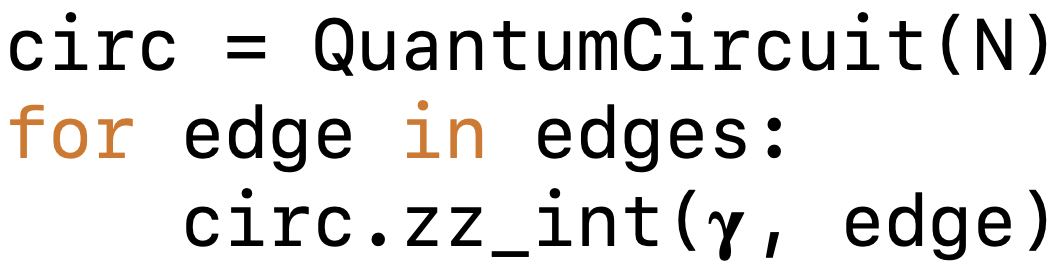 circ = QuantumCircuit(N)
for edge in edges:
    circ.zz_int(γ, edge)